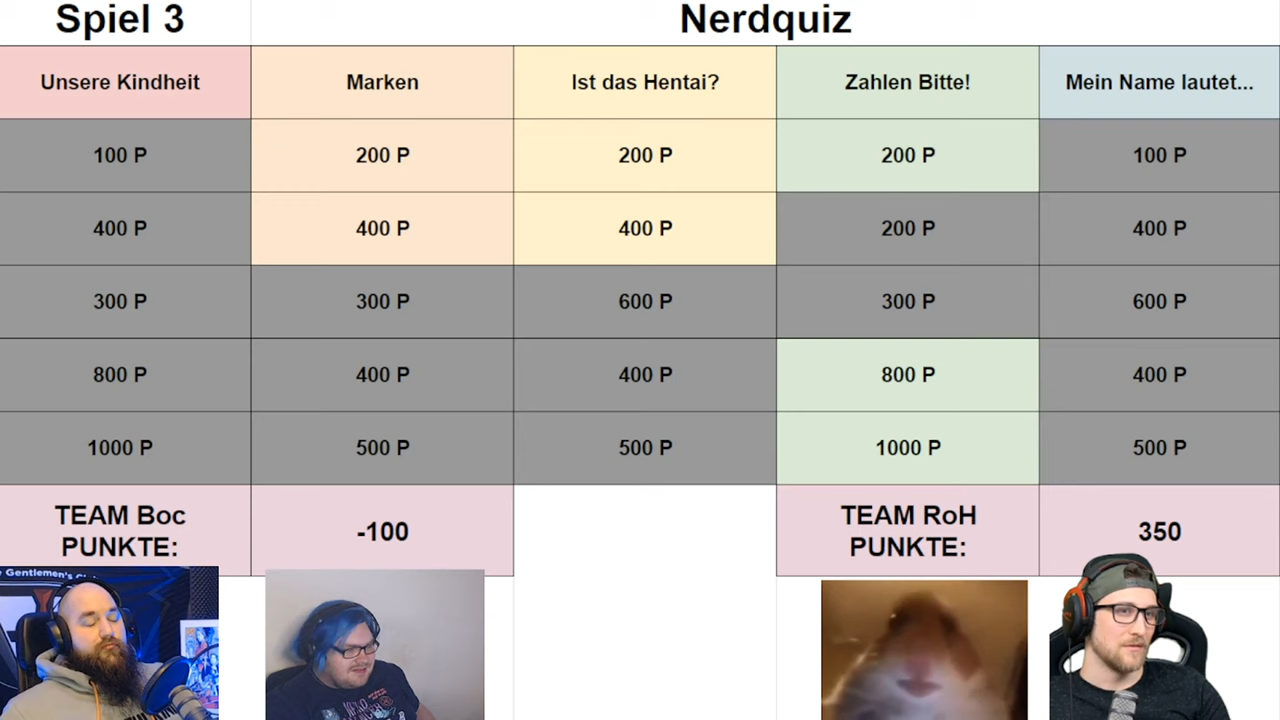 Spiel 3
Nerdquiz
Unsere Kindheit
Marken
Ist das Hentai?
Zahlen Bitte!
Mein Name lautet...
100 P
200 P
200 P
200 P
100 P
400 P
400 P
400 P
200 P
400 P
300 P
300 P
600 P
300 P
600 P
800 P
400 P
400 P
800 P
400 P
1000 P
500 P
500 P
1000 P
500 P
TEAM Boc
PUNKTE:
-100
TEAM RoH
PUNKTE:
350
Gentlemen's